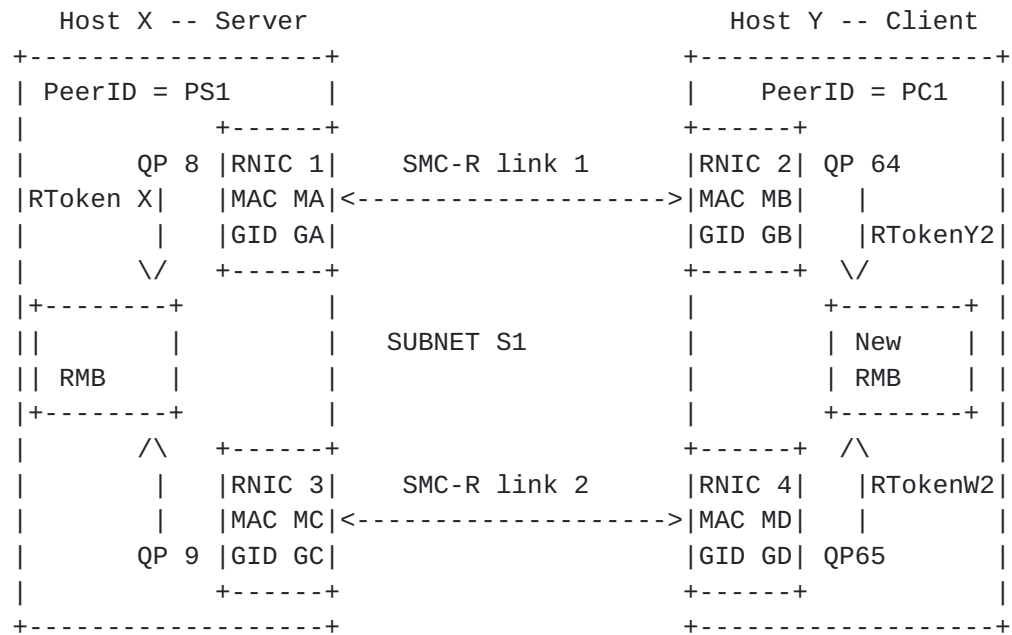 Host X -- Server                           Host Y -- Client
+-------------------+                      +-------------------+
| PeerID = PS1      |                      |    PeerID = PC1   |
|            +------+                      +------+            |
|       QP 8 |RNIC 1|    SMC-R link 1      |RNIC 2| QP 64      |
|RToken X|   |MAC MA|<-------------------->|MAC MB|   |        |
|        |   |GID GA|                      |GID GB|   |RTokenY2|
|       \/   +------+                      +------+  \/        |
|+--------+         |                      |        +--------+ |
||        |         |   SUBNET S1          |        | New    | |
|| RMB    |         |                      |        | RMB    | |
|+--------+         |                      |        +--------+ |
|       /\   +------+                      +------+  /\        |
|        |   |RNIC 3|    SMC-R link 2      |RNIC 4|   |RTokenW2|
|        |   |MAC MC|<-------------------->|MAC MD|   |        |
|       QP 9 |GID GC|                      |GID GD| QP65       |
|            +------+                      +------+            |
+-------------------+                      +-------------------+